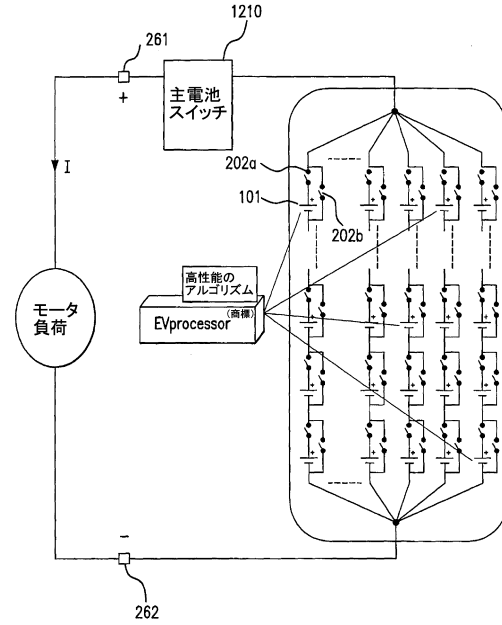 1210
261
+
主電池
スイッチ
202a
I
101
202b
高性能の
アルゴリズム
(商標)
EVprocessor
モータ
負荷
+ + + + +
+ + + + +
+ + + + +
+ + + + +
−
262